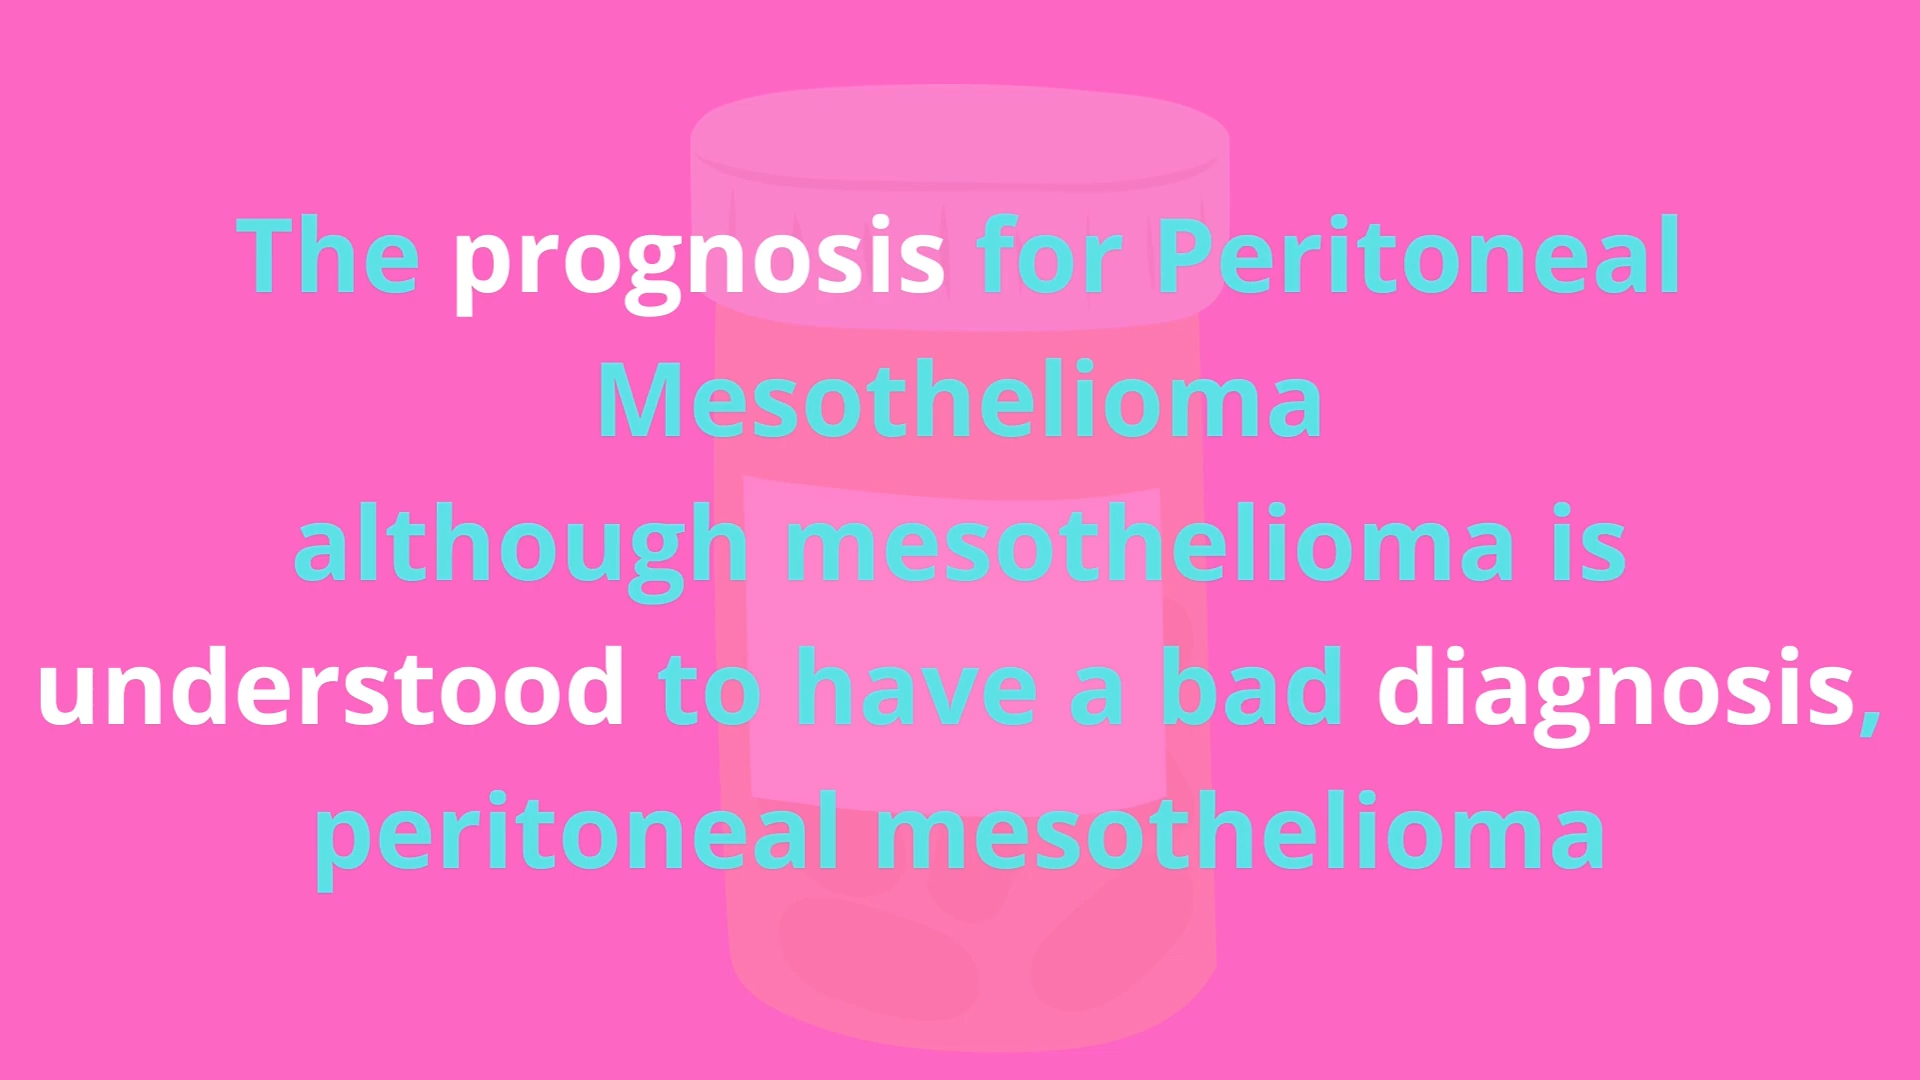 The prognosis for Peritoneal
Mesothelioma
although mesothelioma is
understood to have a bad diagnosis,
peritoneal mesothelioma